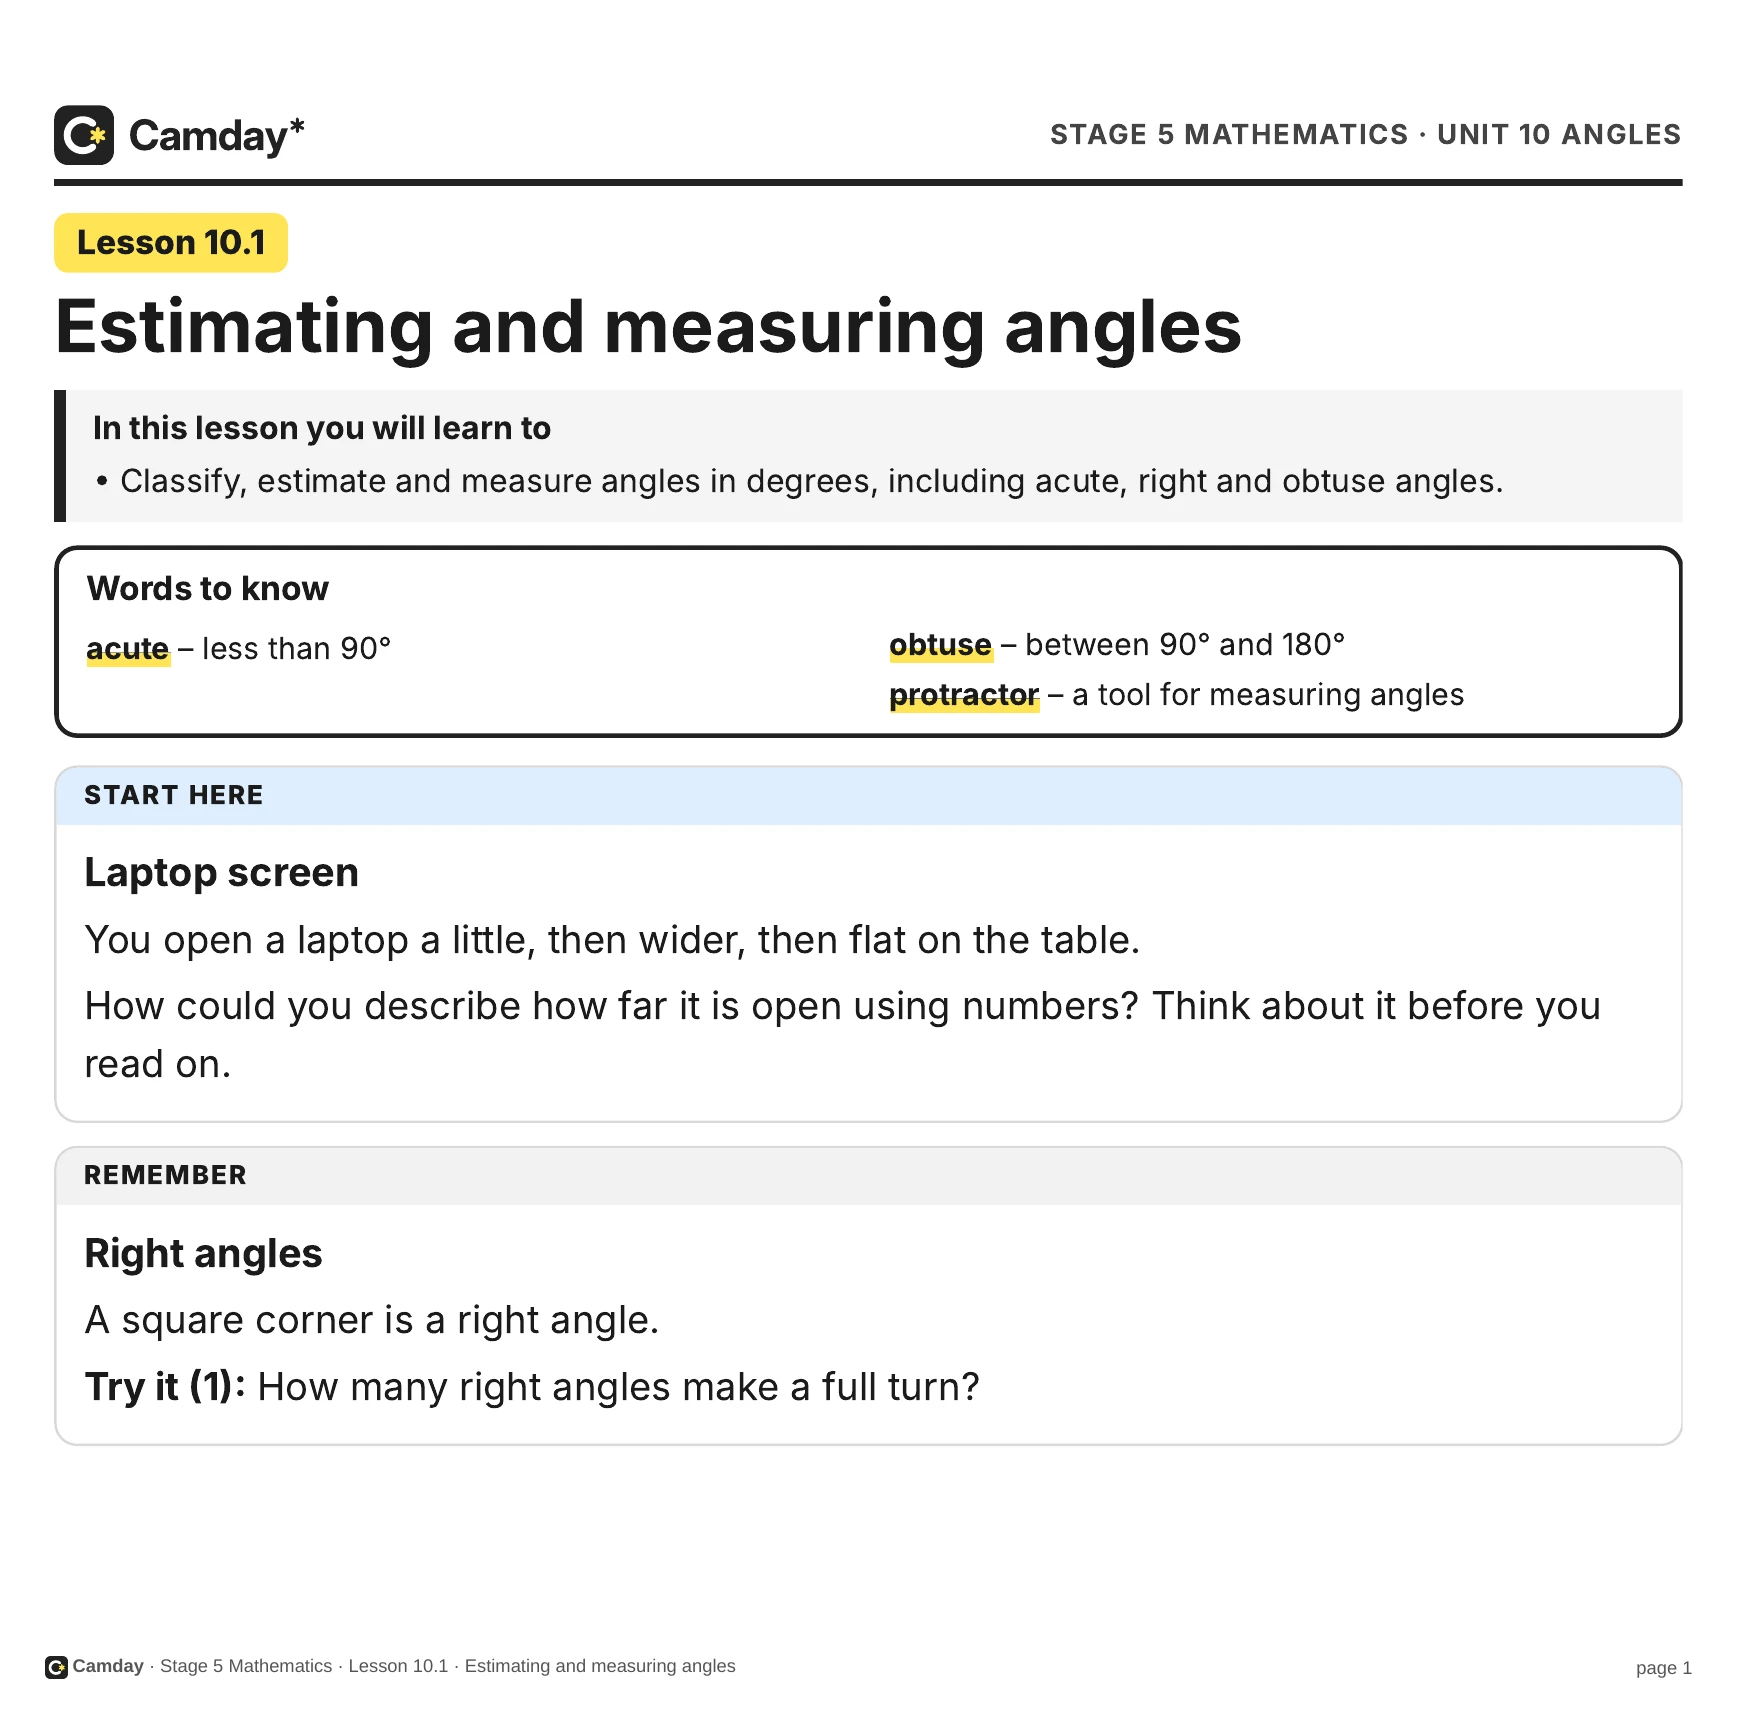 Camday*
STAGE 5 MATHEMATICS · UNIT 10 ANGLES
Lesson 10.1
Estimating and measuring angles
In this lesson you will learn to
• Classify, estimate and measure angles in degrees, including acute, right and obtuse angles.
Words to know
acute – less than 90°
obtuse – between 90° and 180°
protractor – a tool for measuring angles
START HERE
Laptop screen
You open a laptop a little, then wider, then flat on the table.
How could you describe how far it is open using numbers? Think about it before you
read on.
REMEMBER
Right angles
A square corner is a right angle.
Try it (1): How many right angles make a full turn?
Camday · Stage 5 Mathematics · Lesson 10.1 · Estimating and measuring angles
page 1